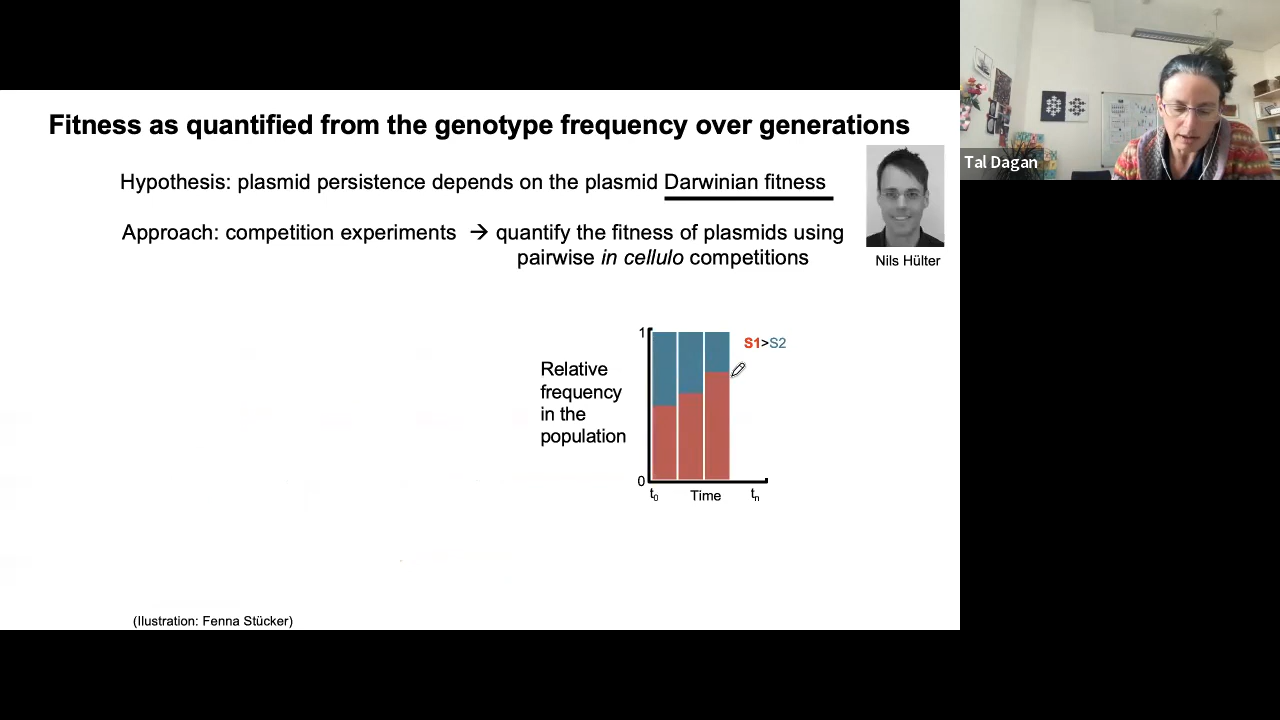 Fitness as quantified from the genotype frequency over generations
Hypothesis: plasmid persistence depends on the plasmid Darwinian fitness
Approach: competition experiments → quantify the fitness of plasmids using
pairwise in cellulo competitions
Nils Hülter
Tal Dagan
1
S1>S2
Relative
frequency
in the
population
0
t0 Time tn
(Ilustration: Fenna Stücker)